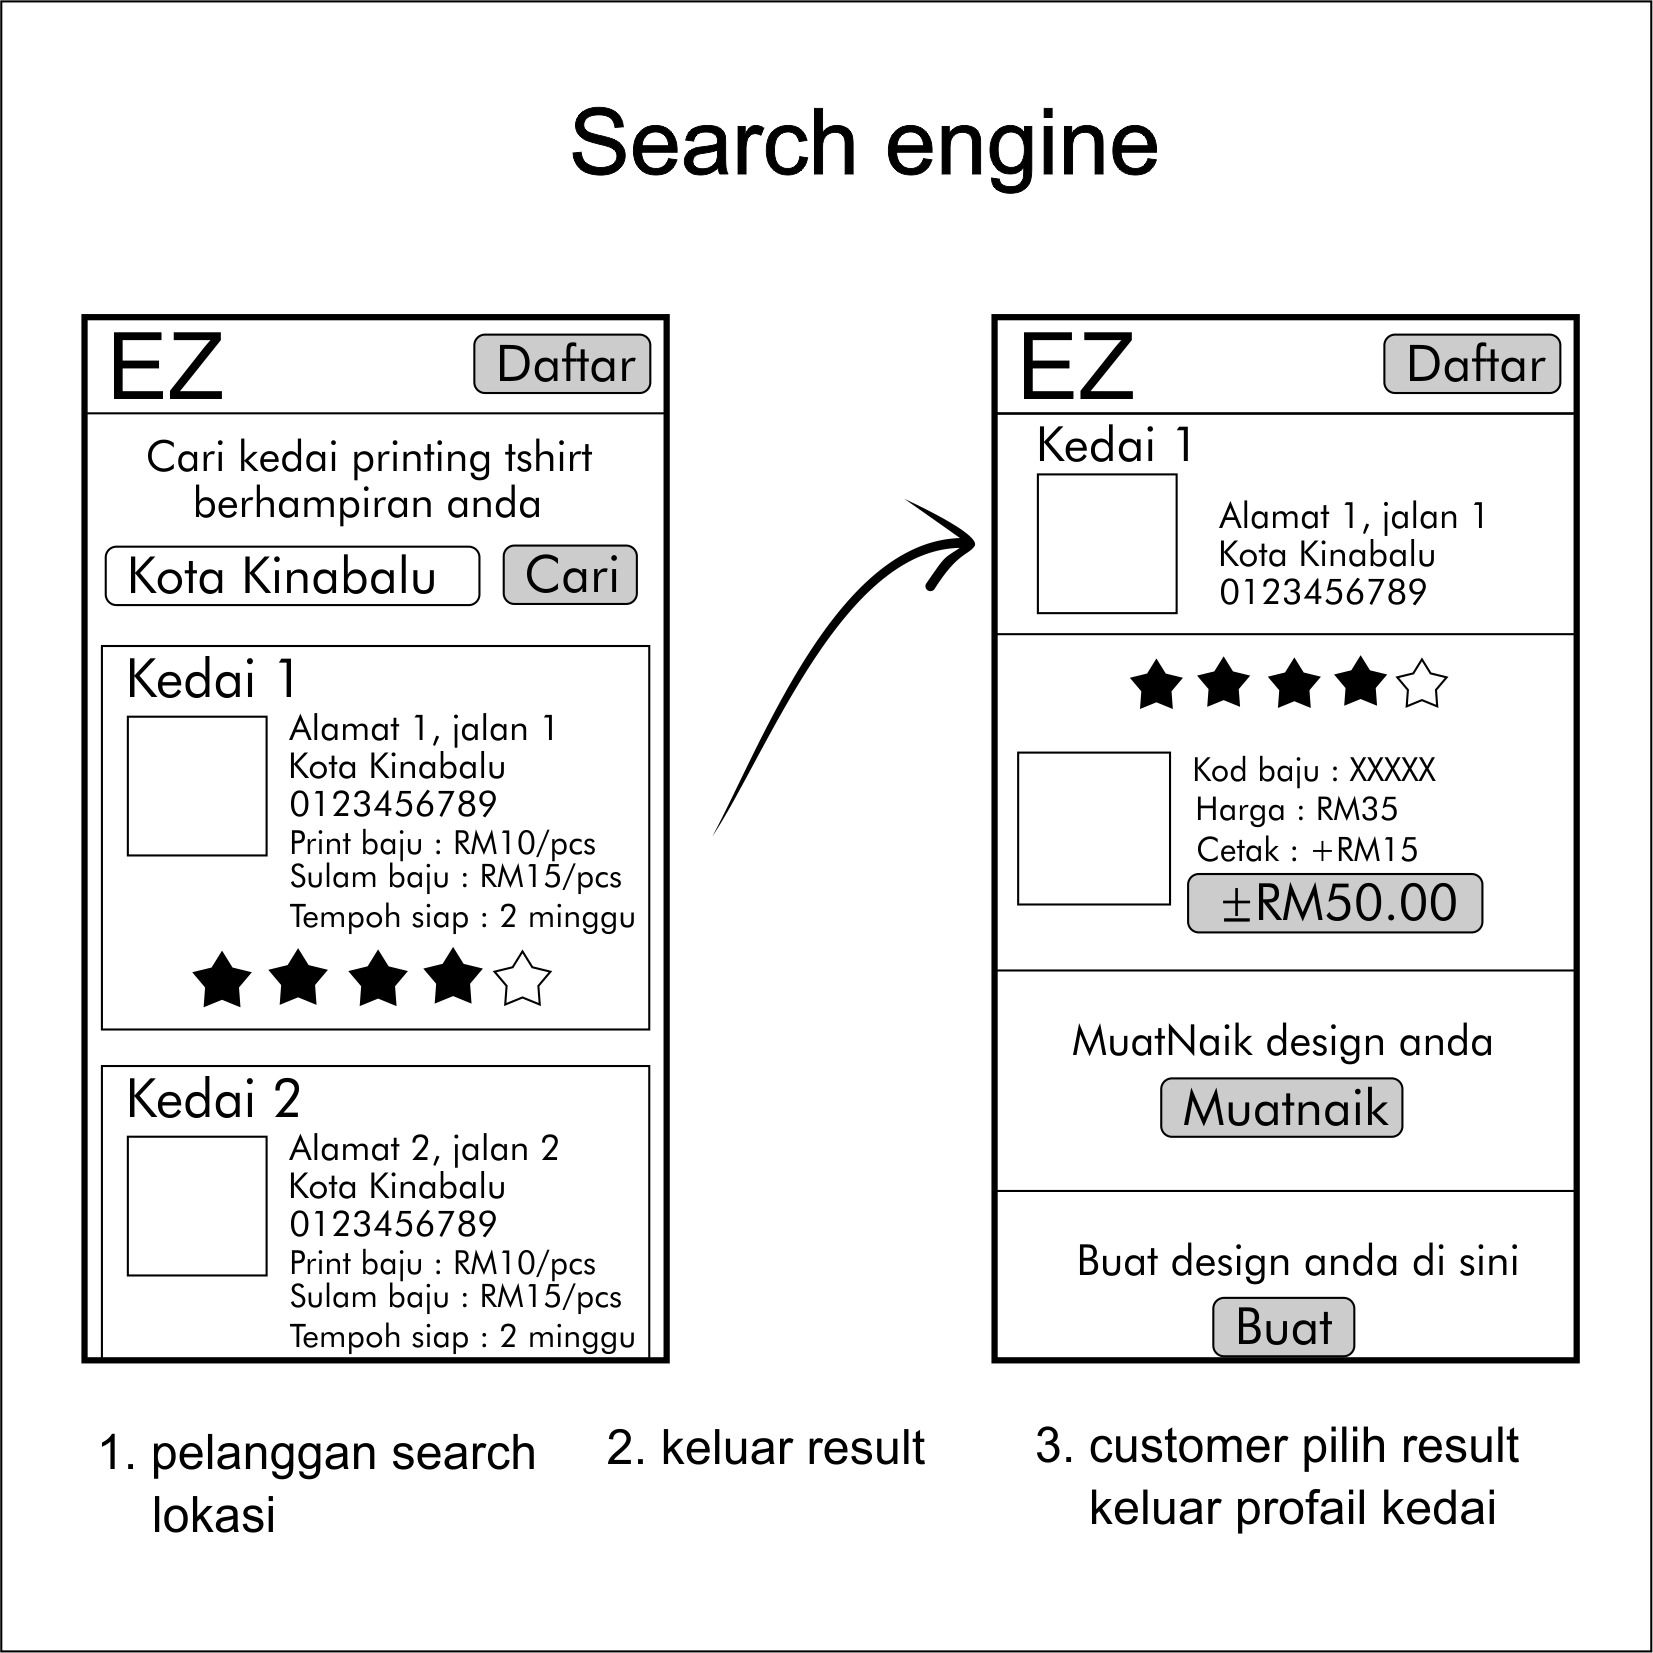 Search engine
EZ
Daftar
Cari kedai printing tshirt
berhampiran anda
Kota Kinabalu
Cari
Kedai 1
Alamat 1, jalan 1
Kota Kinabalu
0123456789
Print baju : RM10/pcs
Sulam baju : RM15/pcs
Tempoh siap : 2 minggu
Kedai 2
Alamat 2, jalan 2
Kota Kinabalu
0123456789
Print baju : RM10/pcs
Sulam baju : RM15/pcs
Tempoh siap : 2 minggu
EZ
Daftar
Kedai 1
Alamat 1, jalan 1
Kota Kinabalu
0123456789
Kod baju : XXXXX
Harga : RM35
Cetak : +RM15
±RM50.00
MuatNaik design anda
Muatnaik
Buat design anda di sini
Buat
1. pelanggan search
lokasi
2. keluar result
3. customer pilih result
keluar profail kedai